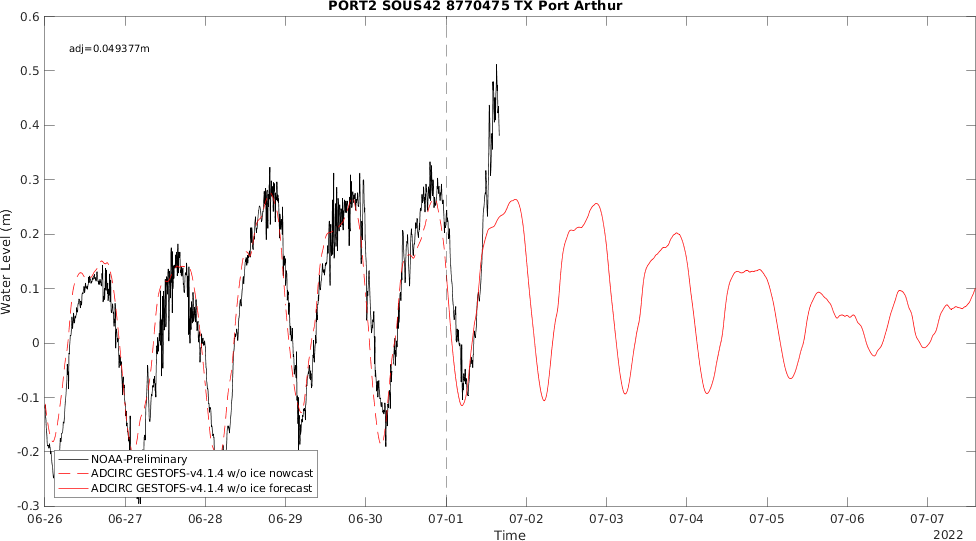 PORT2 SOUS42 8770475 TX Port Arthur
0.6
adj=0.049377m
0.5
0.4
0.3
0.2
0.1
0
-0.1
-0.2
-0.3
Water Level (m)
NOAA-Preliminary
ADCIRC GESTOFS-v4.1.4 w/o ice nowcast
ADCIRC GESTOFS-v4.1.4 w/o ice forecast
06-26 06-27 06-28 06-29 06-30 07-01 07-02 07-03 07-04 07-05 07-06 07-07
Time
2022